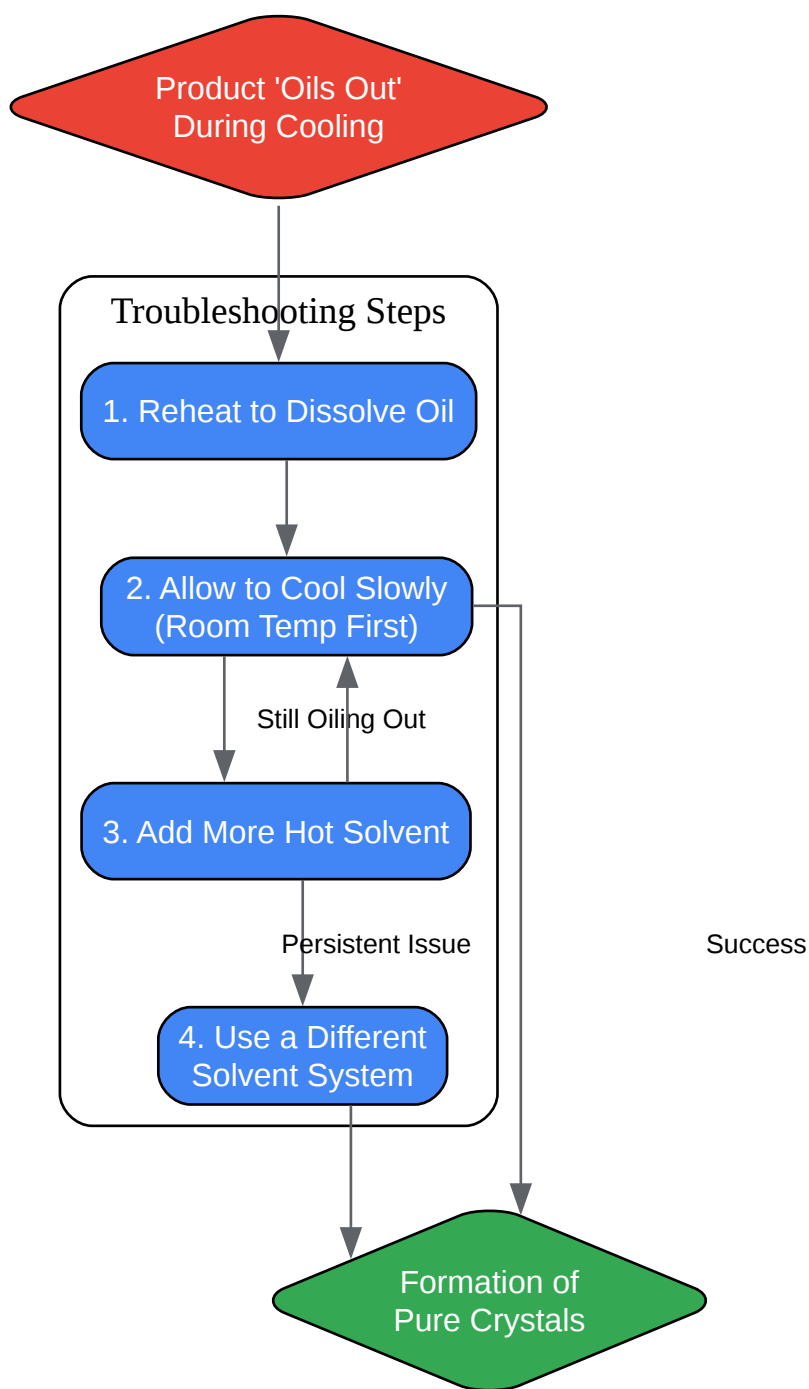 Product 'Oils Out'
During Cooling
Troubleshooting Steps
1. Reheat to Dissolve Oil
2. Allow to Cool Slowly
(Room Temp First)
Still Oiling Out
3. Add More Hot Solvent
Persistent Issue
Success
4. Use a Different
Solvent System
Formation of
Pure Crystals